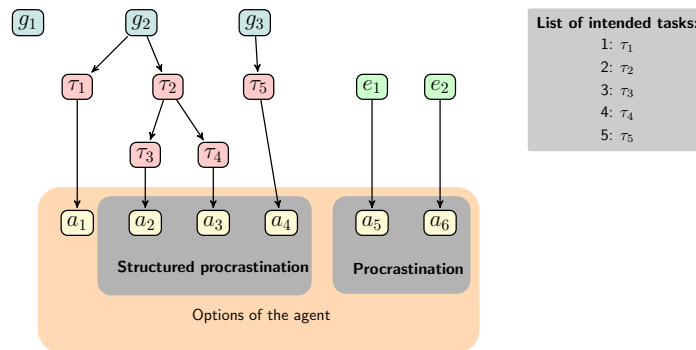 g₁ g₂ g₃
List of intended tasks:
1: τ₁
2: τ₂
3: τ₃
4: τ₄
5: τ₅
τ₁ τ₂ τ₅ e₁ e₂
τ₃ τ₄
a₁ a₂ a₃ a₄ a₅ a₆
Structured procrastination
Procrastination
Options of the agent